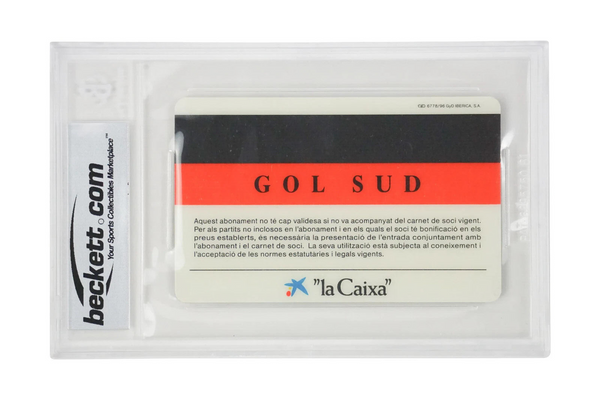 beckett.com
Your Sports Collectibles Marketplace™
GOL SUD
Aquest abonament no té cap validesa si no va acompanyat del carnet de soci vigent.
Per als partits no inclosos en l'abonament i en els quals el soci té bonificació en els
preus establerts, és necessària la presentació de l'entrada conjuntament amb
l'abonament i el carnet de soci. La seva utilització està subjecta al coneixement i
l'acceptació de les normes estatutàries i legals vigents.
"la Caixa"